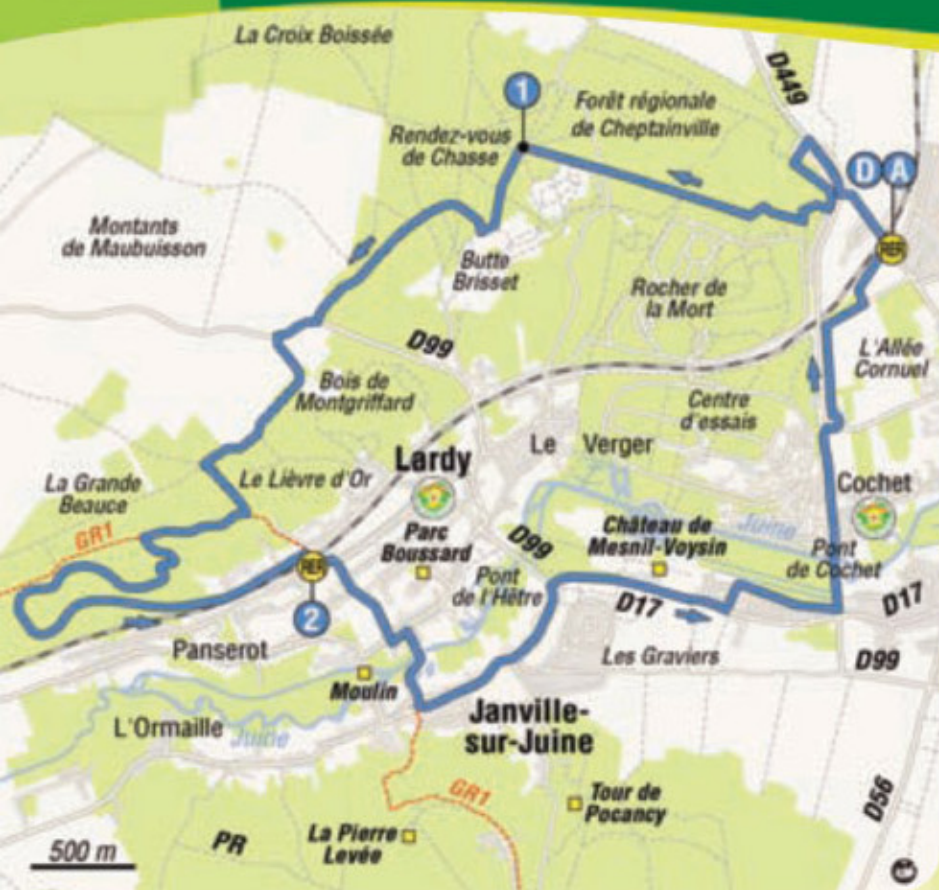 La Croix Boissée
D449
1
Forêt régionale
de Cheptainville
Rendez-vous
de Chasse
D A
Montants
de Maubuisson
RER
Butte
Brisset
Rocher de
la Mort
D99
L'Allée
Cornuel
Bois de
Montgriffard
Centre
d'essais
Le Verger
Lardy
Le Lièvre d'Or
La Grande
Beauce
Cochet
GR1
Parc
Boussard
D99
Château de
Mesnil-Voysin
Juine
Pont
de Cochet
RER
Pont
de l'Hêtre
D17
D17
2
Panserot
Les Graviers
D99
Moulin
L'Ormaille
Juine
Janville-
sur-Juine
GR1
Tour de
Pocancy
D56
PR
La Pierre
Levée
500 m